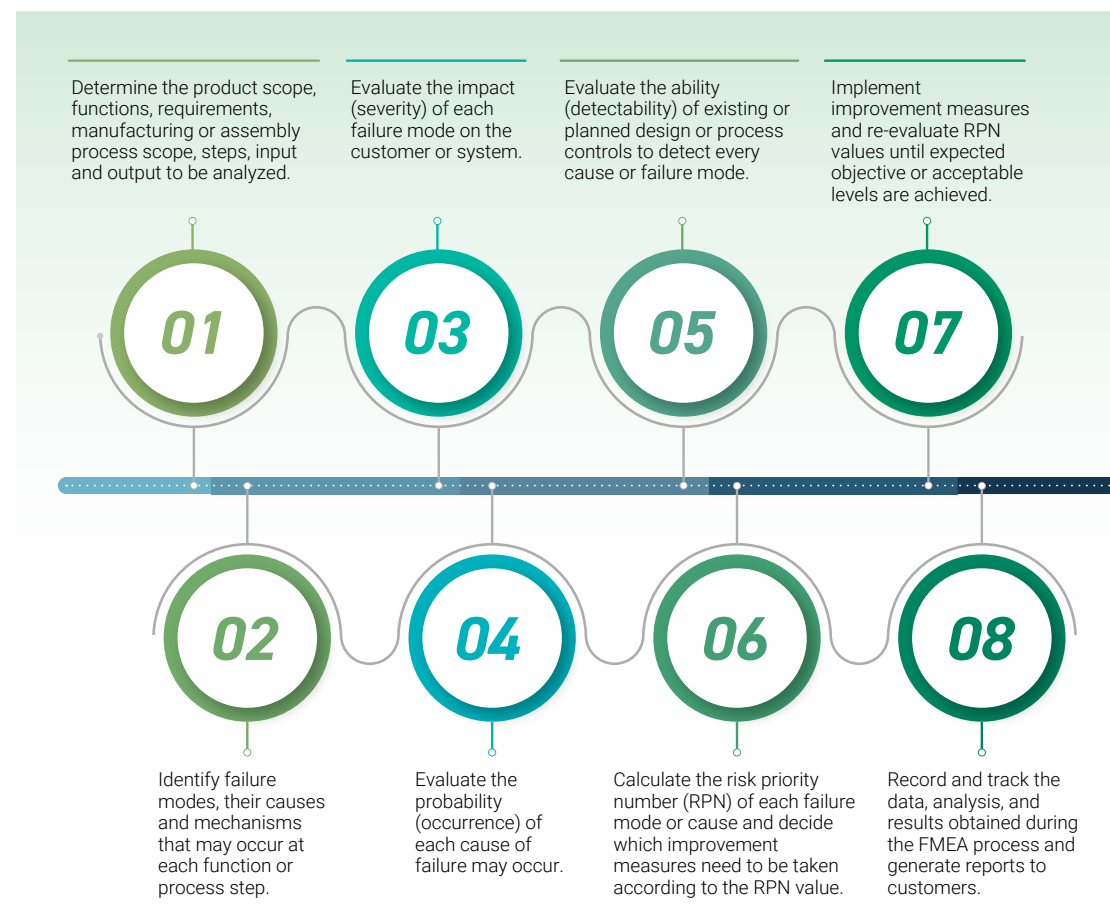 Determine the product scope,
functions, requirements,
manufacturing or assembly
process scope, steps, input
and output to be analyzed.
01
Identify failure
modes, their causes
and mechanisms
that may occur at
each function or
process step.
02
Evaluate the impact
(severity) of each
failure mode on the
customer or system.
03
Evaluate the
probability
(occurrence) of
each cause of
failure may occur.
04
Evaluate the ability
(detectability) of existing or
planned design or process
controls to detect every
cause or failure mode.
05
Calculate the risk priority
number (RPN) of each failure
mode or cause and decide
which improvement
measures need to be taken
according to the RPN value.
06
Implement
improvement measures
and re-evaluate RPN
values until expected
objective or acceptable
levels are achieved.
07
Record and track the
data, analysis, and
results obtained during
the FMEA process and
generate reports to
customers.
08